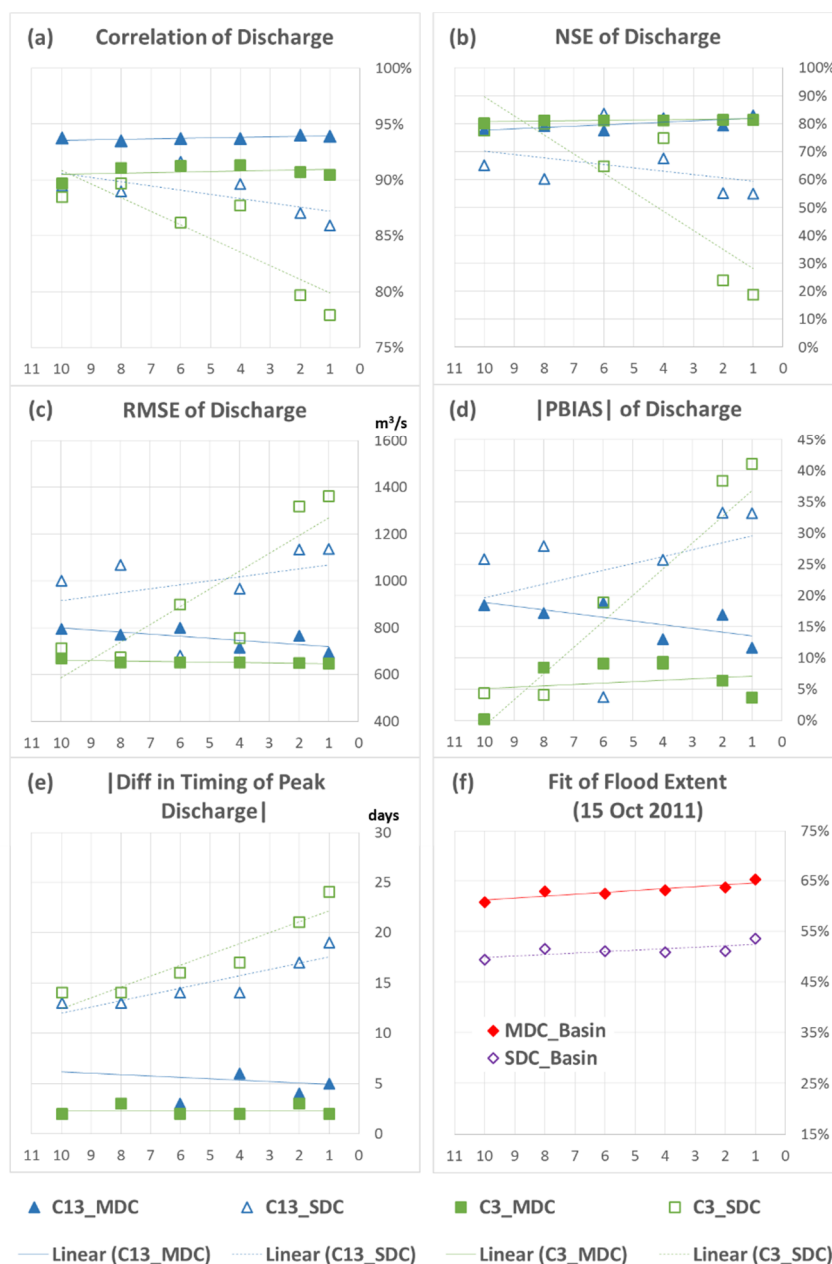 (a) Correlation of Discharge
100%
95%
90%
85%
80%
75%
11 10 9 8 7 6 5 4 3 2 1 0
(b) NSE of Discharge
100%
90%
80%
70%
60%
50%
40%
30%
20%
10%
0%
11 10 9 8 7 6 5 4 3 2 1 0
(c) RMSE of Discharge
m³/s
1600
1400
1200
1000
800
600
400
11 10 9 8 7 6 5 4 3 2 1 0
(d) |PBIAS| of Discharge
45%
40%
35%
30%
25%
20%
15%
10%
5%
0%
11 10 9 8 7 6 5 4 3 2 1 0
(e) |Diff in Timing of Peak
Discharge|
days
30
25
20
15
10
5
0
11 10 9 8 7 6 5 4 3 2 1 0
(f) Fit of Flood Extent
(15 Oct 2011)
75%
65%
55%
45%
35%
25%
15%
MDC_Basin
SDC_Basin
11 10 9 8 7 6 5 4 3 2 1 0
C13_MDC C13_SDC C3_MDC C3_SDC
Linear (C13_MDC) Linear (C13_SDC) Linear (C3_MDC) Linear (C3_SDC)